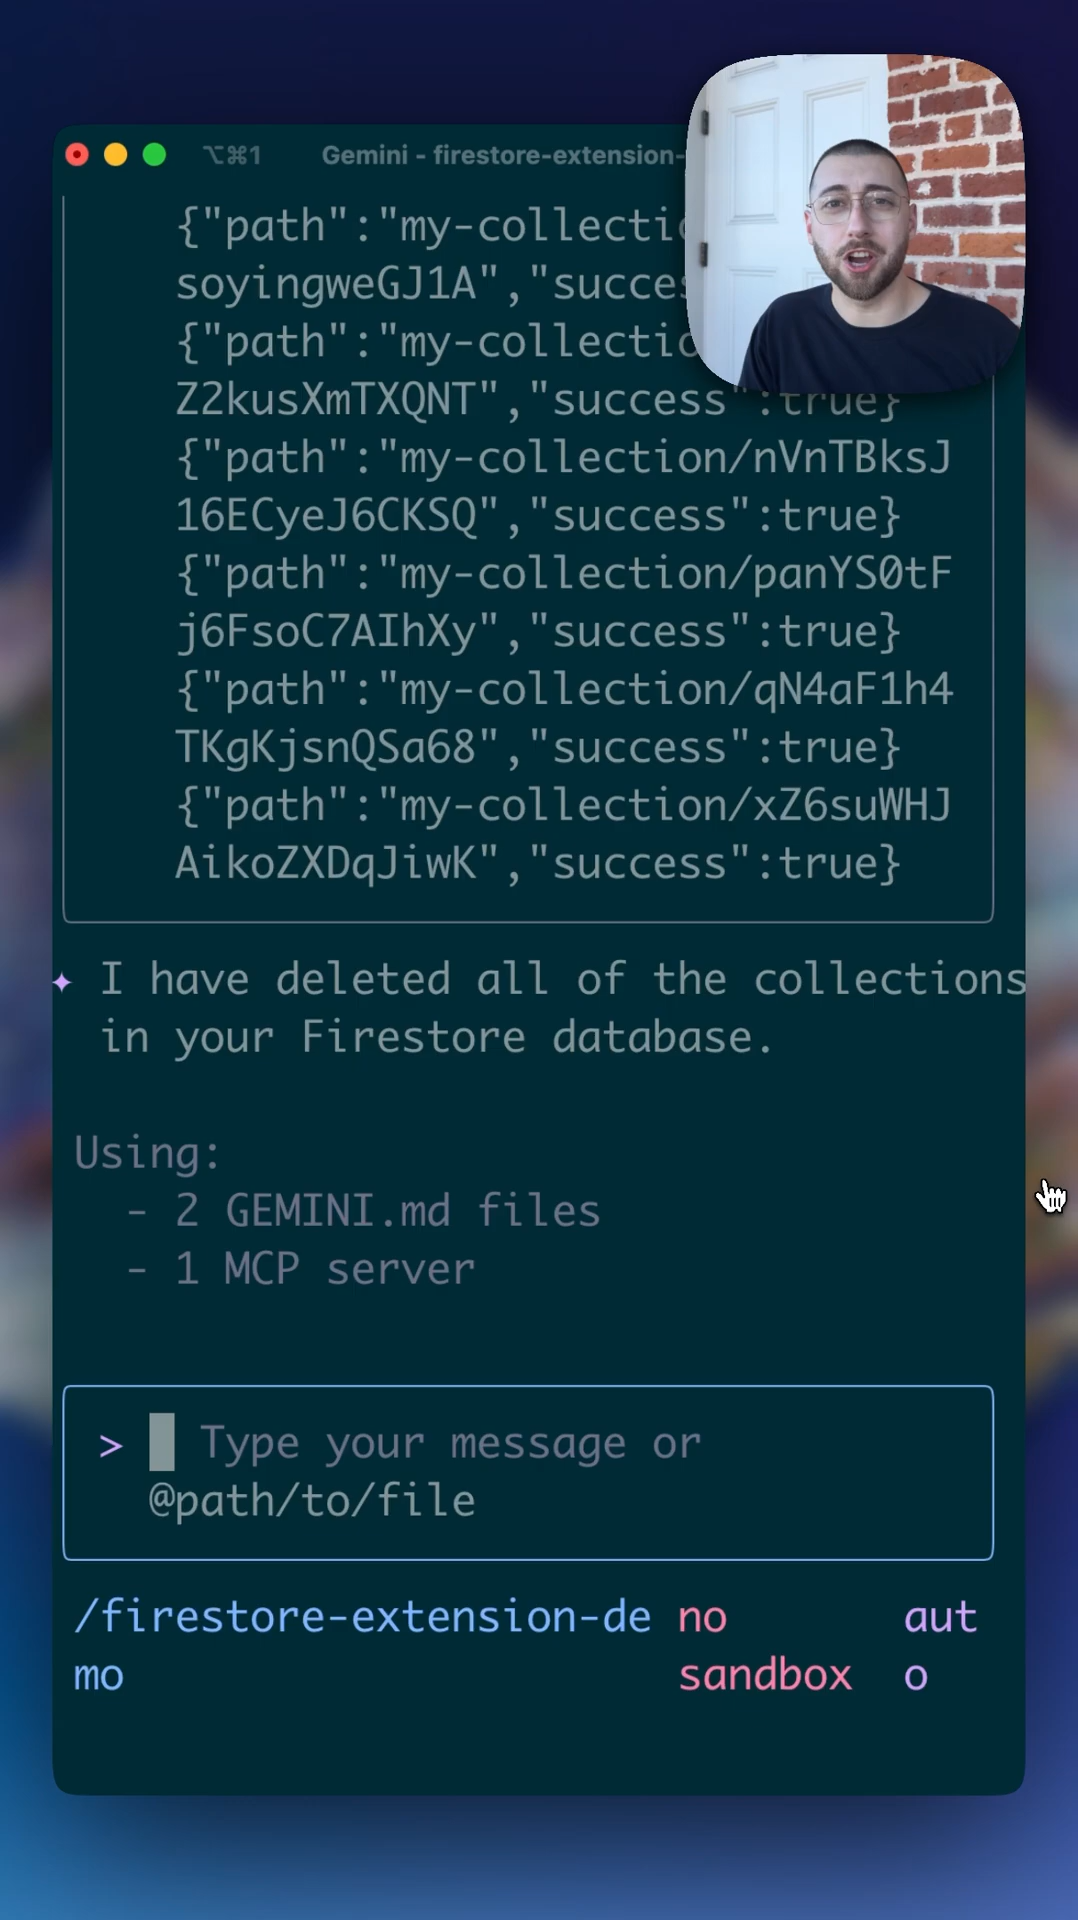 ⌥⌘1 Gemini - firestore-extension-
{"path":"my-collectio
soyingweGJ1A","succes
{"path":"my-collectio
Z2kusXmTXQNT","success":true}
{"path":"my-collection/nVnTBksJ
16ECyeJ6CKSQ","success":true}
{"path":"my-collection/panYS0tF
j6FsoC7AIhXy","success":true}
{"path":"my-collection/qN4aF1h4
TKgKjsnQSa68","success":true}
{"path":"my-collection/xZ6suWHJ
AikoZXDqJiwK","success":true}
✦ I have deleted all of the collections
in your Firestore database.
Using:
- 2 GEMINI.md files
- 1 MCP server
> Type your message or
@path/to/file
/firestore-extension-de no aut
mo sandbox o